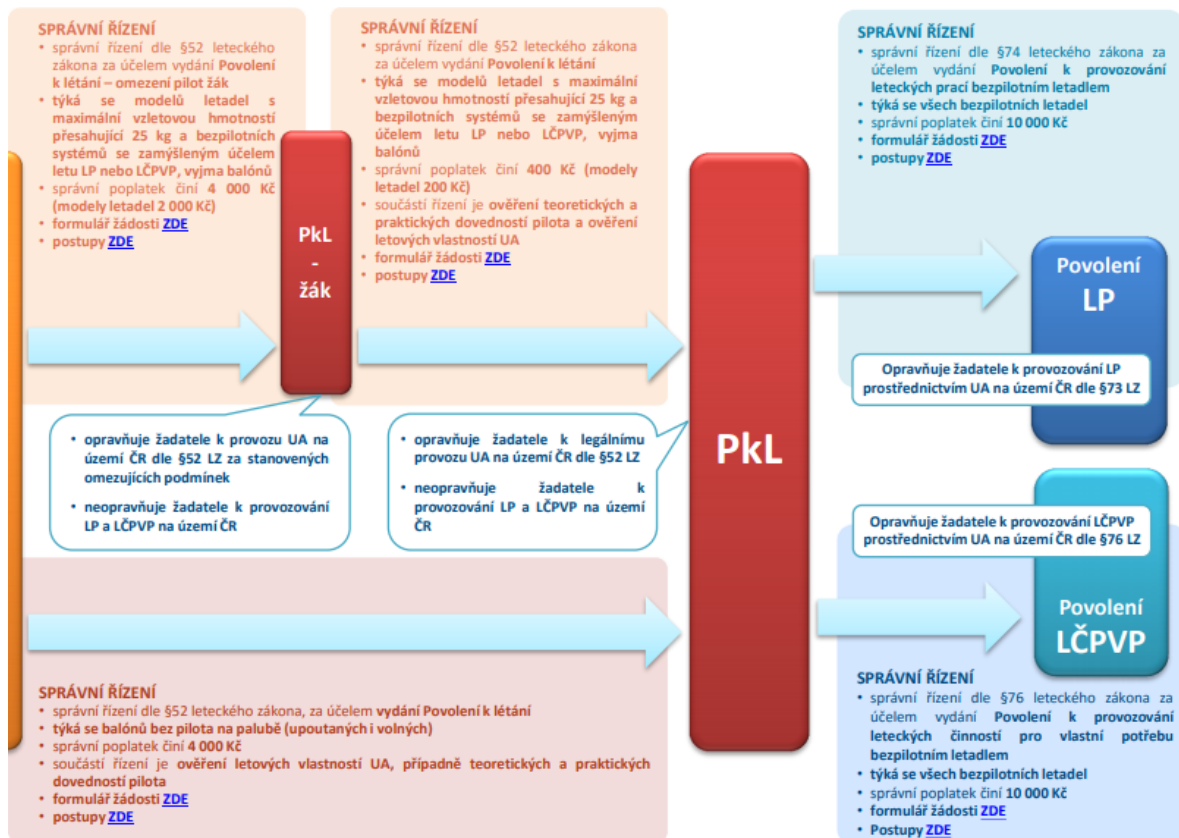 SPRÁVNÍ ŘÍZENÍ
• správní řízení dle §52 leteckého
zákona za účelem vydání Povolení
k létání – omezení pilot žák
• týká se modelů letadel s
maximální vzletovou hmotností
přesahující 25 kg a bezpilotních
systémů se zamýšleným účelem
letu LP nebo LČPVP, vyjma balónů
• správní poplatek činí 4 000 Kč
(modely letadel 2 000 Kč)
• formulář žádosti ZDE
• postupy ZDE
PkL
-
žák
SPRÁVNÍ ŘÍZENÍ
• správní řízení dle §52 leteckého zákona
za účelem vydání Povolení k létání
• týká se modelů letadel s maximální
vzletovou hmotností přesahující 25 kg a
bezpilotních systémů se zamýšleným
účelem letu LP nebo LČPVP, vyjma
balónů
• správní poplatek činí 400 Kč (modely
letadel 200 Kč)
• součástí řízení je ověření teoretických a
praktických dovedností pilota a ověření
letových vlastností UA
• formulář žádosti ZDE
• postupy ZDE
• opravňuje žadatele k provozu UA na
území ČR dle §52 LZ za stanovených
omezujících podmínek
• neopravňuje žadatele k provozování
LP a LČPVP na území ČR
• opravňuje žadatele k legálnímu
provozu UA na území ČR dle §52 LZ
• neopravňuje žadatele k
provozování LP a LČPVP na území
ČR
PkL
SPRÁVNÍ ŘÍZENÍ
• správní řízení dle §74 leteckého zákona za
účelem vydání Povolení k provozování
leteckých prací bezpilotním letadlem
• týká se všech bezpilotních letadel
• správní poplatek činí 10 000 Kč
• formulář žádosti ZDE
• postupy ZDE
Povolení
LP
Opravňuje žadatele k provozování LP
prostřednictvím UA na území ČR dle §73 LZ
Opravňuje žadatele k provozování LČPVP
prostřednictvím UA na území ČR dle §76 LZ
Povolení
LČPVP
SPRÁVNÍ ŘÍZENÍ
• správní řízení dle §52 leteckého zákona, za účelem vydání Povolení k létání
• týká se balónů bez pilota na palubě (upoutaných i volných)
• správní poplatek činí 4 000 Kč
• součástí řízení je ověření letových vlastností UA, případně teoretických a praktických
dovedností pilota
• formulář žádosti ZDE
• postupy ZDE
SPRÁVNÍ ŘÍZENÍ
• správní řízení dle §76 leteckého zákona za
účelem vydání Povolení k provozování
leteckých činností pro vlastní potřebu
bezpilotním letadlem
• týká se všech bezpilotních letadel
• správní poplatek činí 10 000 Kč
• formulář žádosti ZDE
• Postupy ZDE